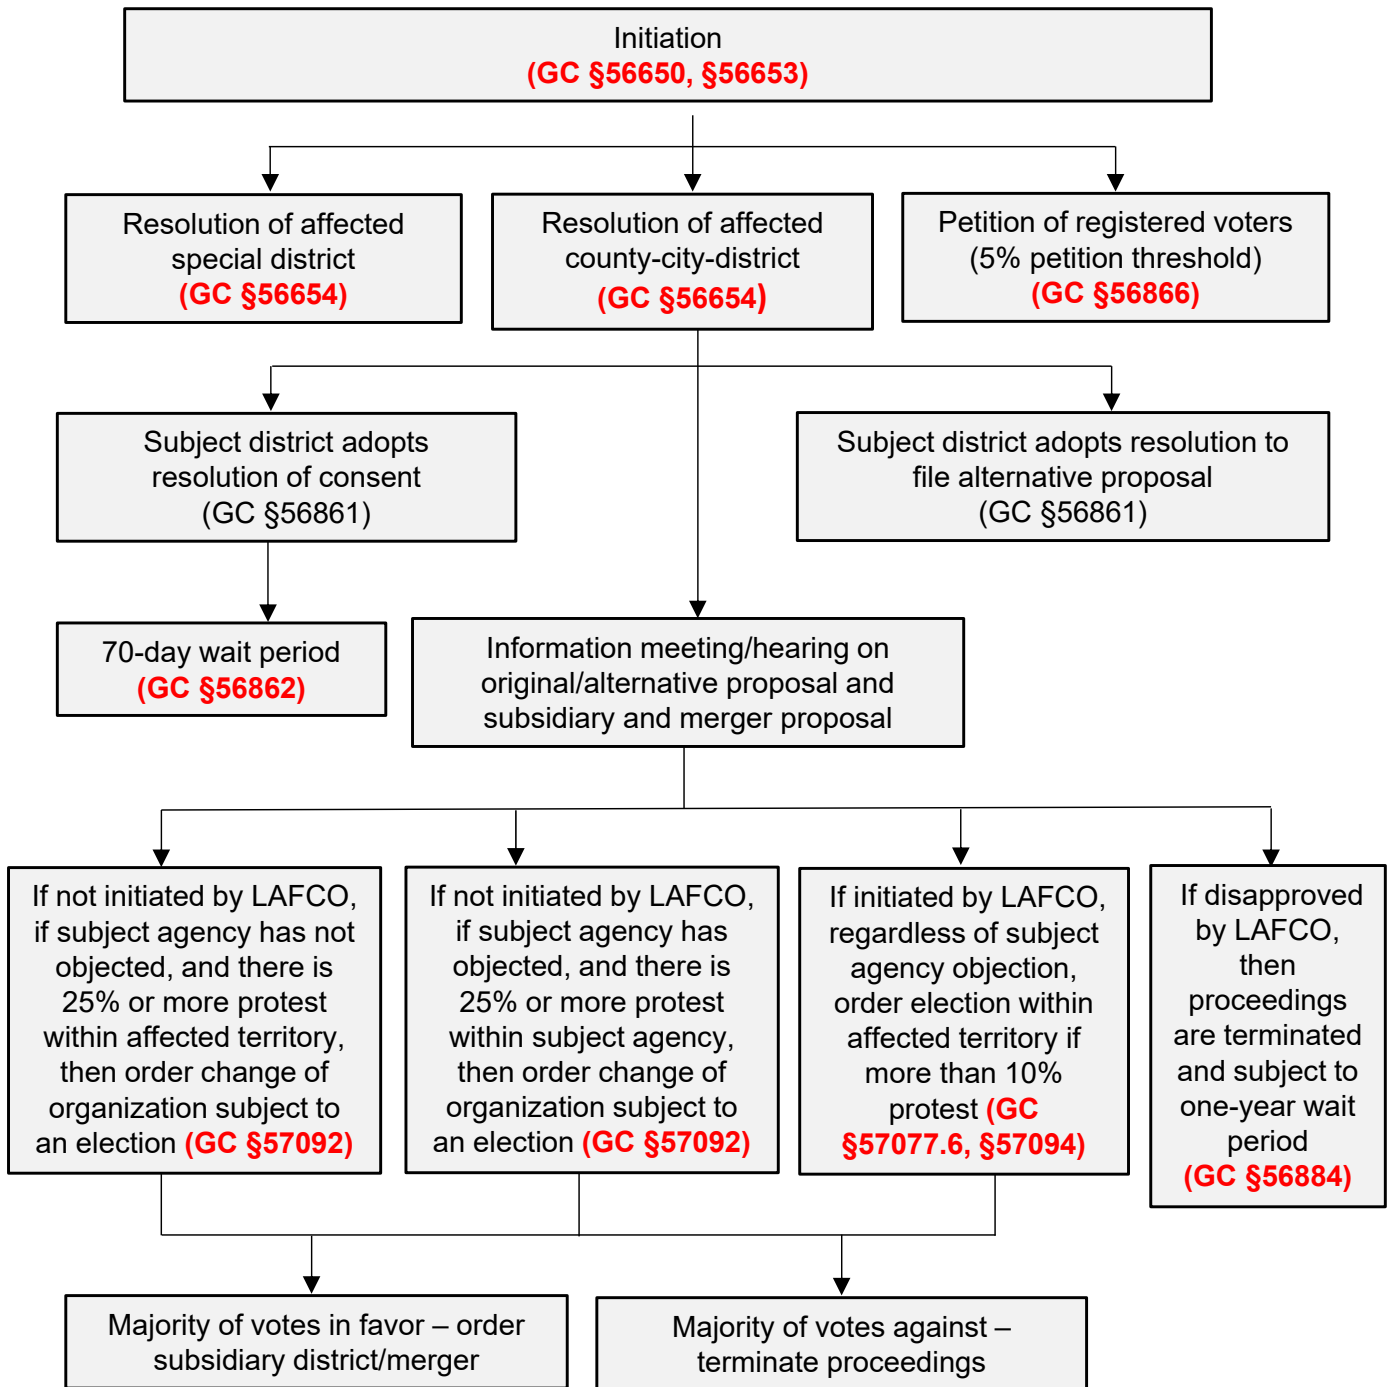 Initiation
(GC §56650, §56653)
Resolution of affected
special district
(GC §56654)
Resolution of affected
county-city-district
(GC §56654)
Petition of registered voters
(5% petition threshold)
(GC §56866)
Subject district adopts
resolution of consent
(GC §56861)
Subject district adopts resolution to
file alternative proposal
(GC §56861)
70-day wait period
(GC §56862)
Information meeting/hearing on
original/alternative proposal and
subsidiary and merger proposal
If not initiated by LAFCO,
if subject agency has not
objected, and there is
25% or more protest
within affected territory,
then order change of
organization subject to
an election (GC §57092)
If not initiated by LAFCO,
if subject agency has
objected, and there is
25% or more protest
within subject agency,
then order change of
organization subject to
an election (GC §57092)
If initiated by LAFCO,
regardless of subject
agency objection,
order election within
affected territory if
more than 10%
protest (GC
§57077.6, §57094)
If disapproved
by LAFCO,
then
proceedings
are terminated
and subject to
one-year wait
period
(GC §56884)
Majority of votes in favor – order
subsidiary district/merger
Majority of votes against –
terminate proceedings